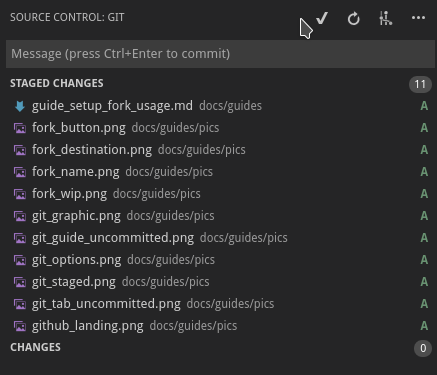 SOURCE CONTROL: GIT
Message (press Ctrl+Enter to commit)
STAGED CHANGES 11
guide_setup_fork_usage.md docs/guides A
fork_button.png docs/guides/pics A
fork_destination.png docs/guides/pics A
fork_name.png docs/guides/pics A
fork_wip.png docs/guides/pics A
git_graphic.png docs/guides/pics A
git_guide_uncommitted.png docs/guides/pics A
git_options.png docs/guides/pics A
git_staged.png docs/guides/pics A
git_tab_uncommitted.png docs/guides/pics A
github_landing.png docs/guides/pics A
CHANGES 0